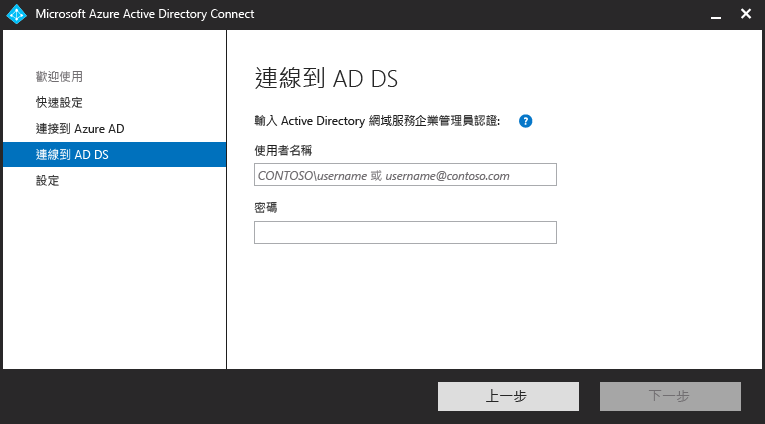 Microsoft Azure Active Directory Connect
歡迎使用
快速設定
連接到 Azure AD
連線到 AD DS
設定
連線到 AD DS
輸入 Active Directory 網域服務企業管理員認證: ?
使用者名稱
CONTOSO\username 或 username@contoso.com
密碼
上一步
下一步